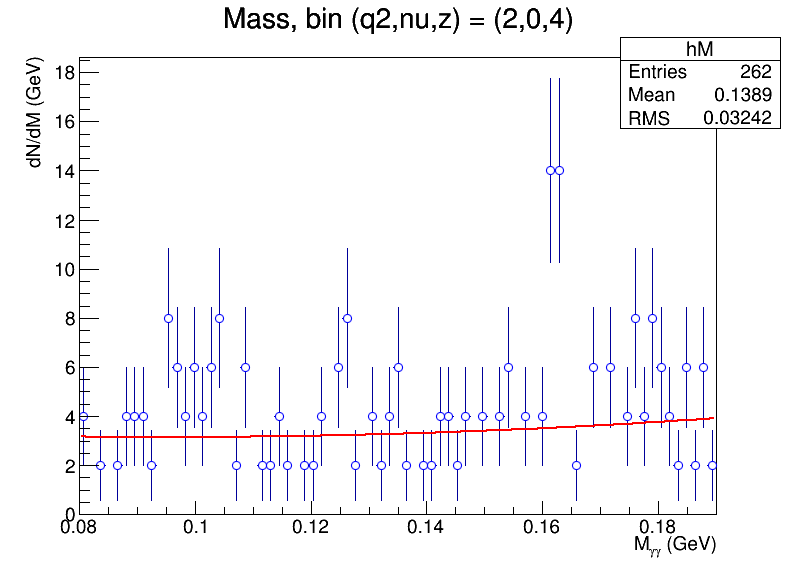 Mass, bin (q2,nu,z) = (2,0,4)
hM
Entries 262
Mean 0.1389
RMS 0.03242
dN/dM (GeV)
18
16
14
12
10
8
6
4
2
0
0.08 0.1 0.12 0.14 0.16 0.18
Mγγ (GeV)